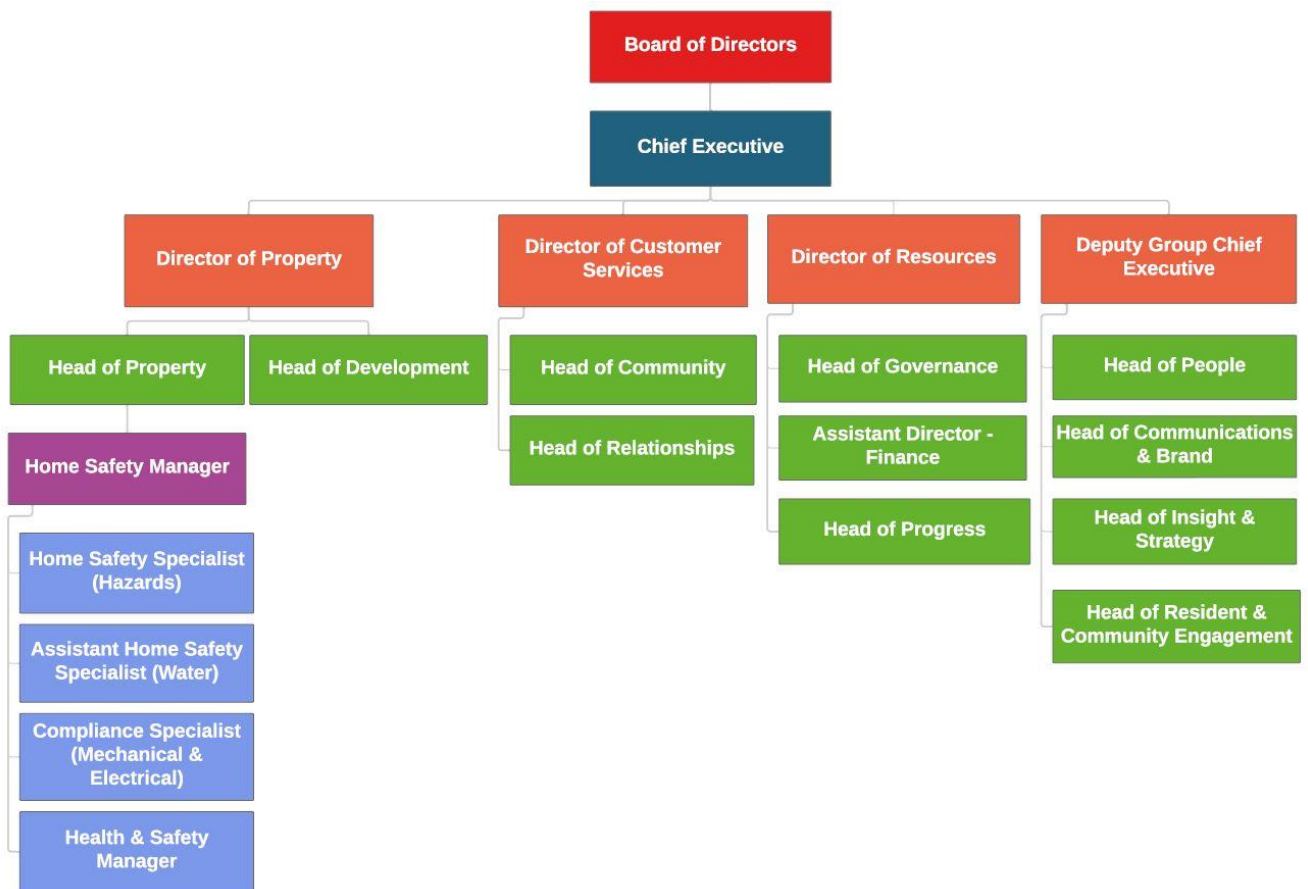 Board of Directors
Chief Executive
Director of Property
Director of Customer
Services
Director of Resources
Deputy Group Chief
Executive
Head of Property
Head of Development
Head of Community
Head of Governance
Head of People
Head of Relationships
Assistant Director -
Finance
Head of Communications
& Brand
Home Safety Manager
Head of Progress
Head of Insight &
Strategy
Home Safety Specialist
(Hazards)
Head of Resident &
Community Engagement
Assistant Home Safety
Specialist (Water)
Compliance Specialist
(Mechanical &
Electrical)
Health & Safety
Manager